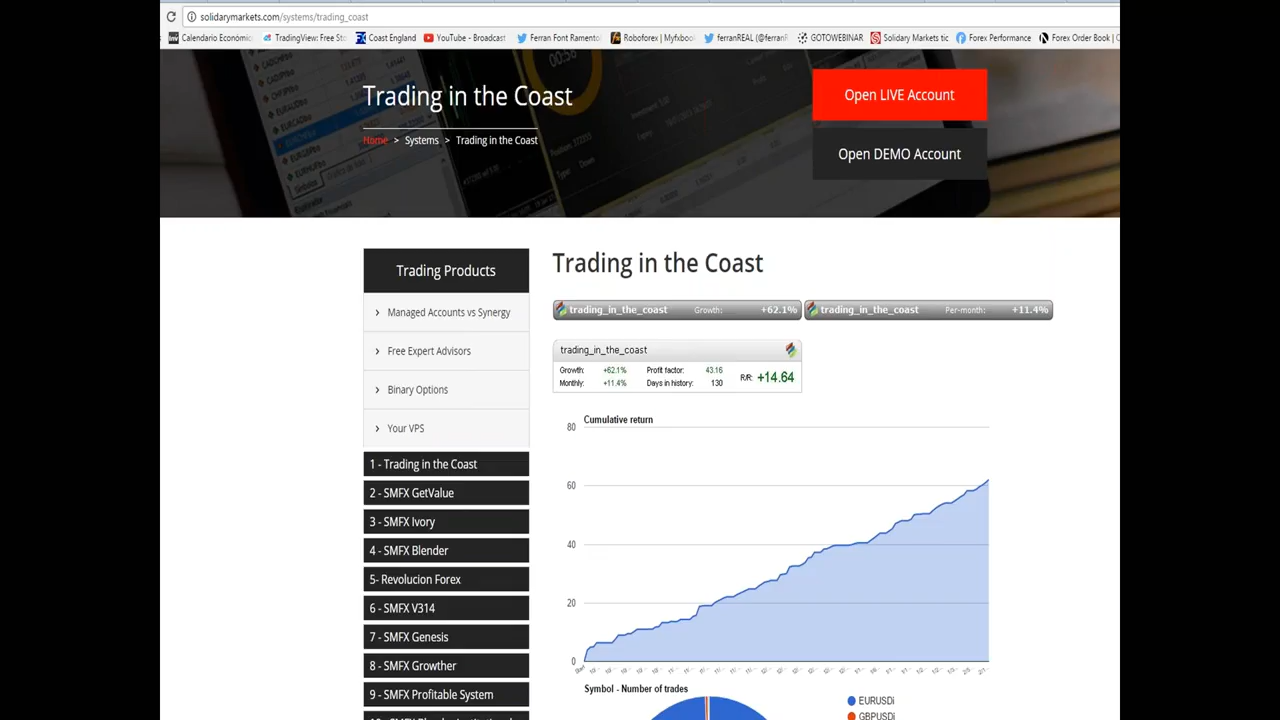 solidarymarkets.com/systems/trading_coast
Calendario Económic TradingView: Free Sto Coast England YouTube - Broadcast Ferran Font Ramento Roboforex | Myfxbook ferranREAL (@ferranR GOTOWEBINAR Solidary Markets tic Forex Performance Forex Order Book |
Trading in the Coast
Open LIVE Account
Home > Systems > Trading in the Coast
Open DEMO Account
Trading Products
Managed Accounts vs Synergy
Free Expert Advisors
Binary Options
Your VPS
1 - Trading in the Coast
2 - SMFX GetValue
3 - SMFX Ivory
4 - SMFX Blender
5- Revolucion Forex
6 - SMFX V314
7 - SMFX Genesis
8 - SMFX Growther
9 - SMFX Profitable System
Trading in the Coast
trading_in_the_coast Growth: +62.1% trading_in_the_coast Per-month: +11.4%
trading_in_the_coast
Growth: +62.1% Profit factor: 43.16
Monthly: +11.4% Days in history: 130
R/R: +14.64
Cumulative return
80
60
40
20
0
Symbol - Number of trades
EURUSDi
GBPUSDi